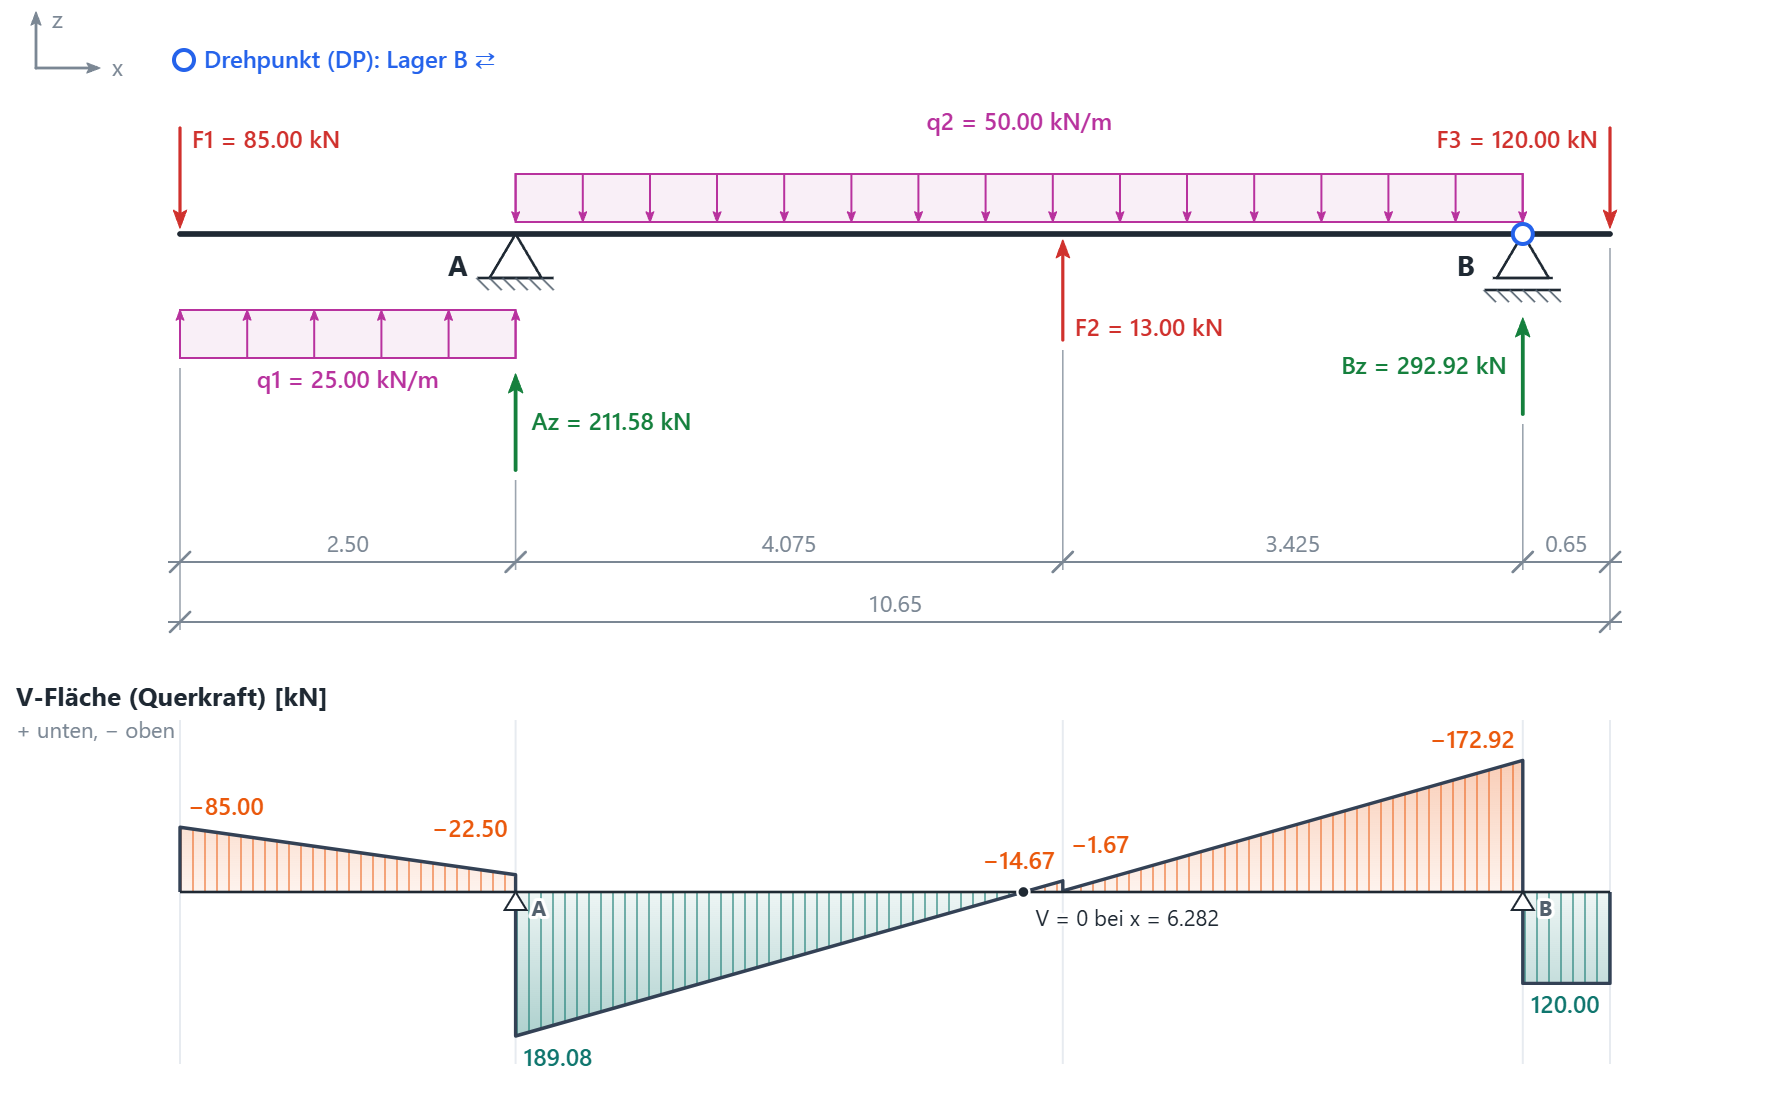 z
x
Drehpunkt (DP): Lager B ⇄
q2 = 50.00 kN/m
F1 = 85.00 kN
F3 = 120.00 kN
A
B
F2 = 13.00 kN
Bz = 292.92 kN
q1 = 25.00 kN/m
Az = 211.58 kN
2.50
4.075
3.425
0.65
10.65
V-Fläche (Querkraft) [kN]
+ unten, − oben
−172.92
−85.00
−22.50
−1.67
−14.67
A
B
V = 0 bei x = 6.282
120.00
189.08